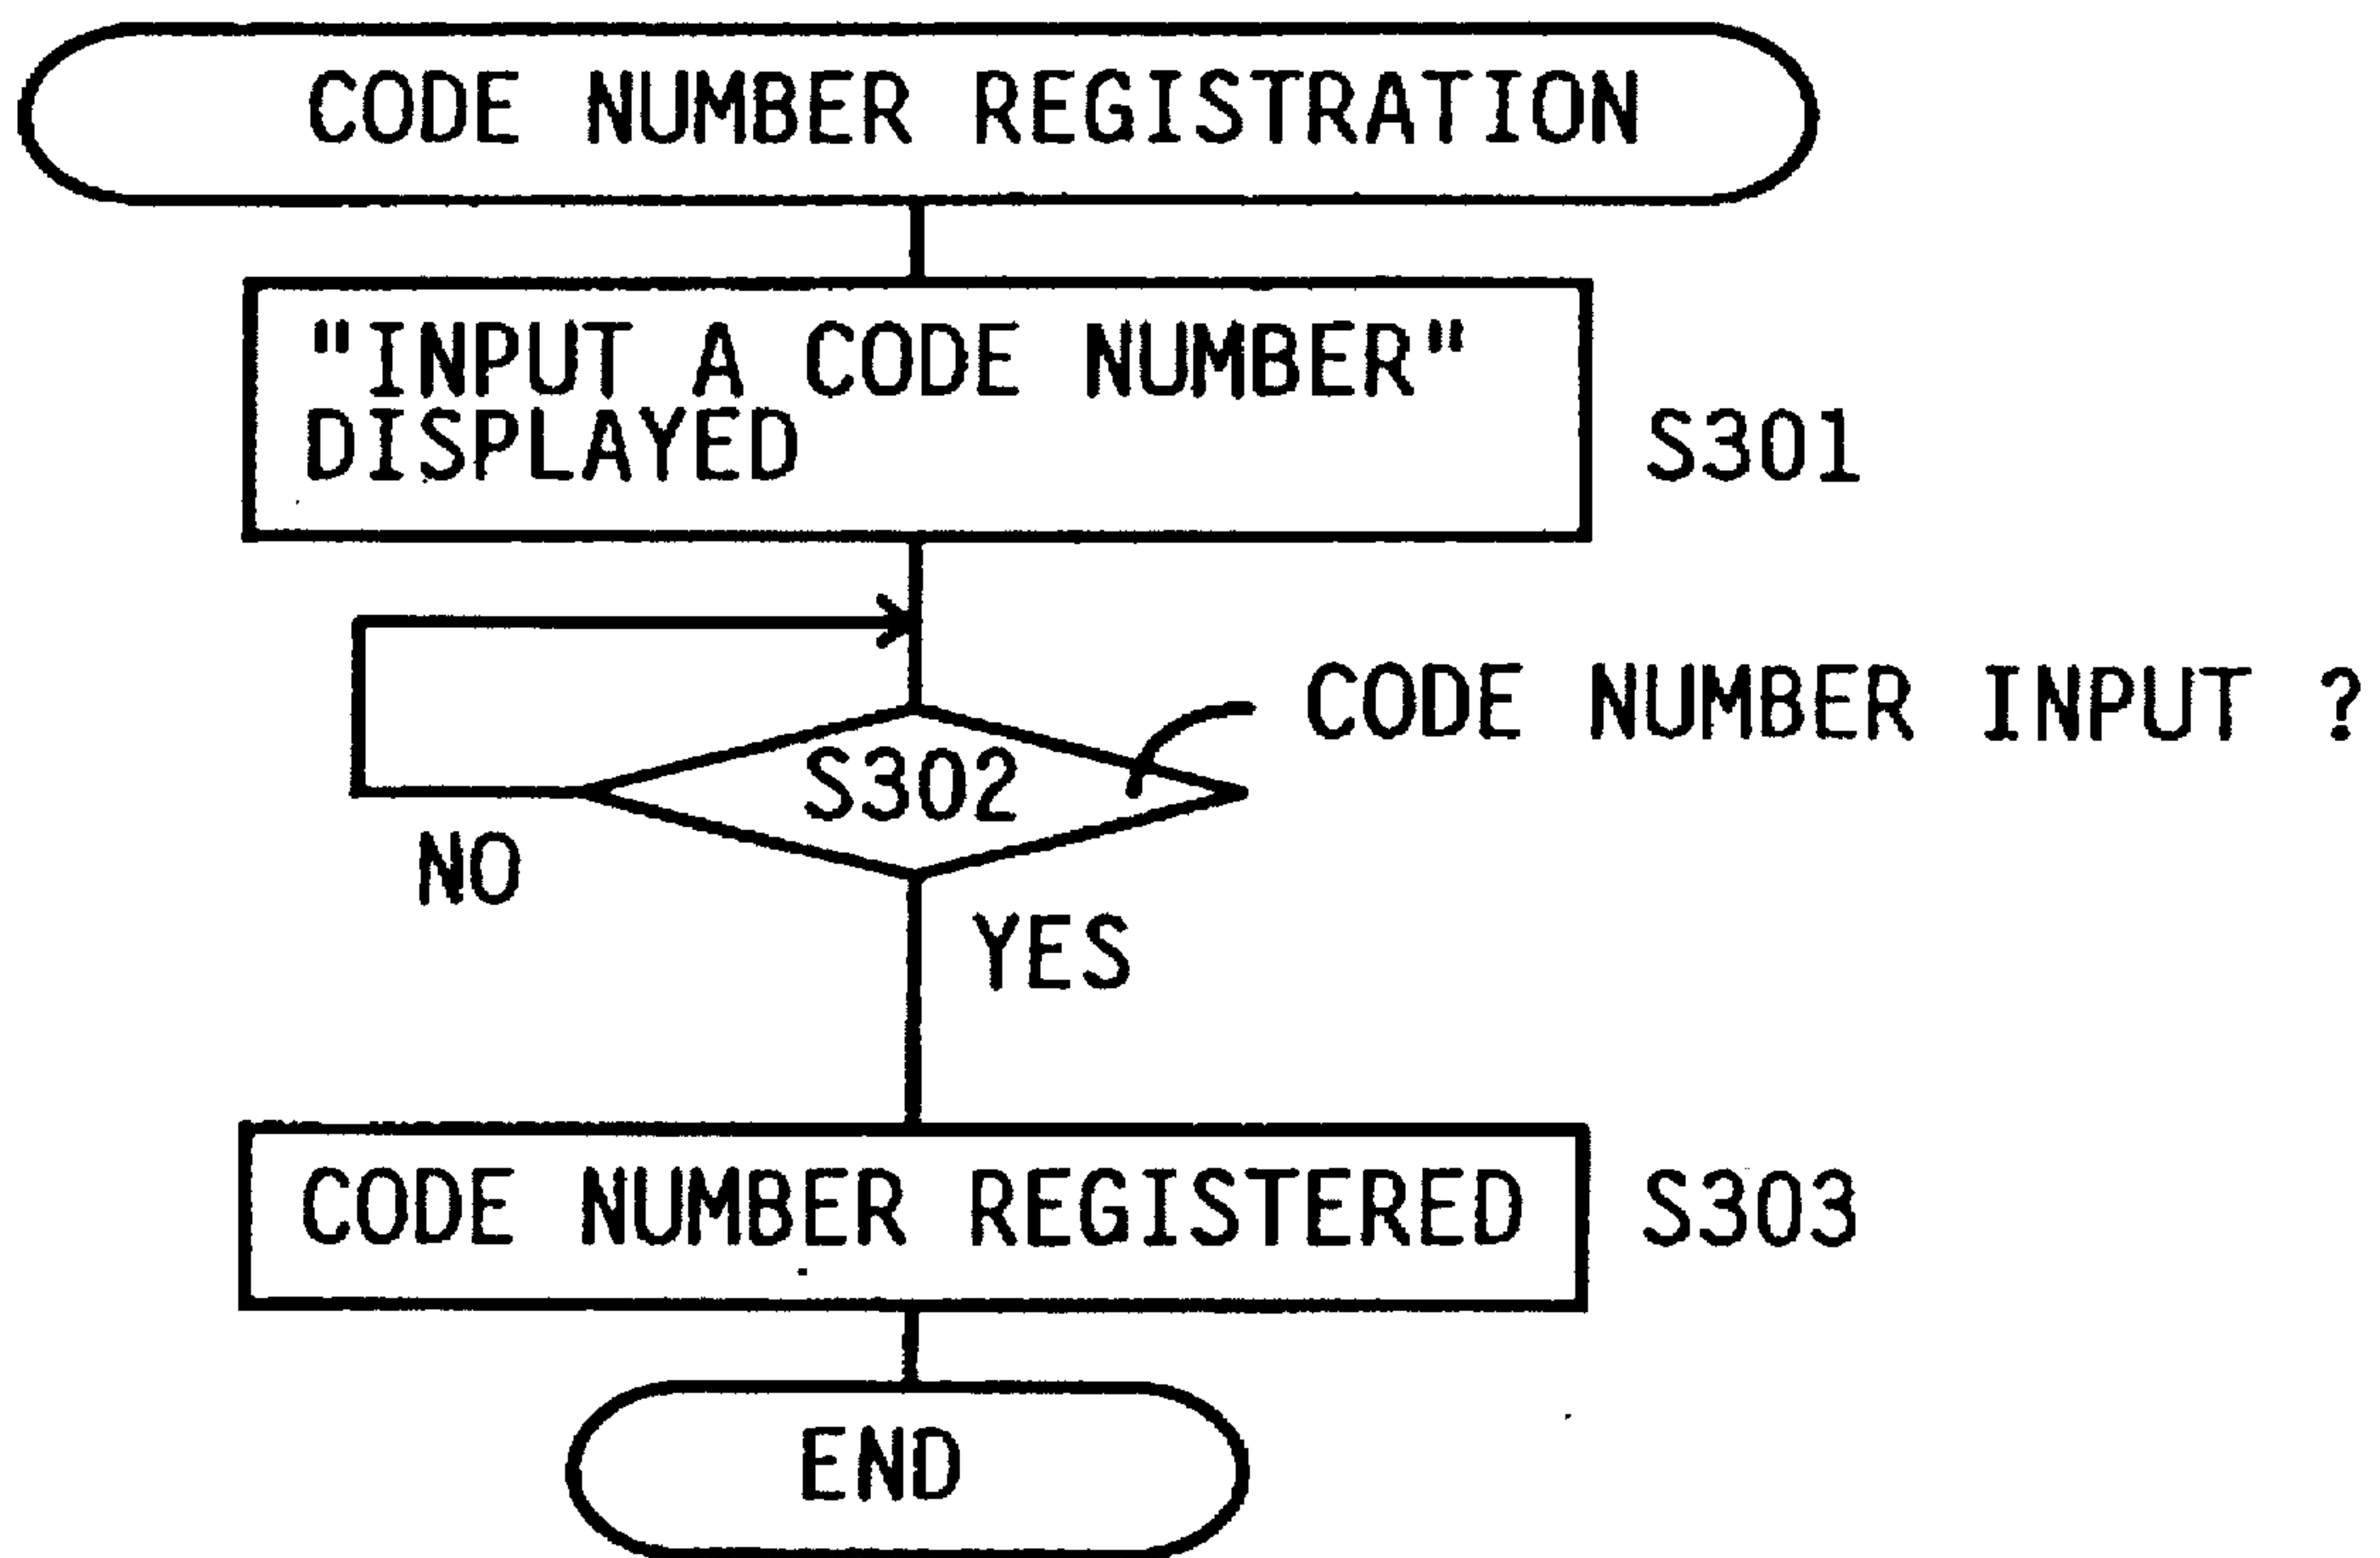 CODE NUMBER REGISTRATION
"INPUT A CODE NUMBER"
DISPLAYED
S301
CODE NUMBER INPUT ?
S302
NO
YES
CODE NUMBER REGISTERED
S303
END